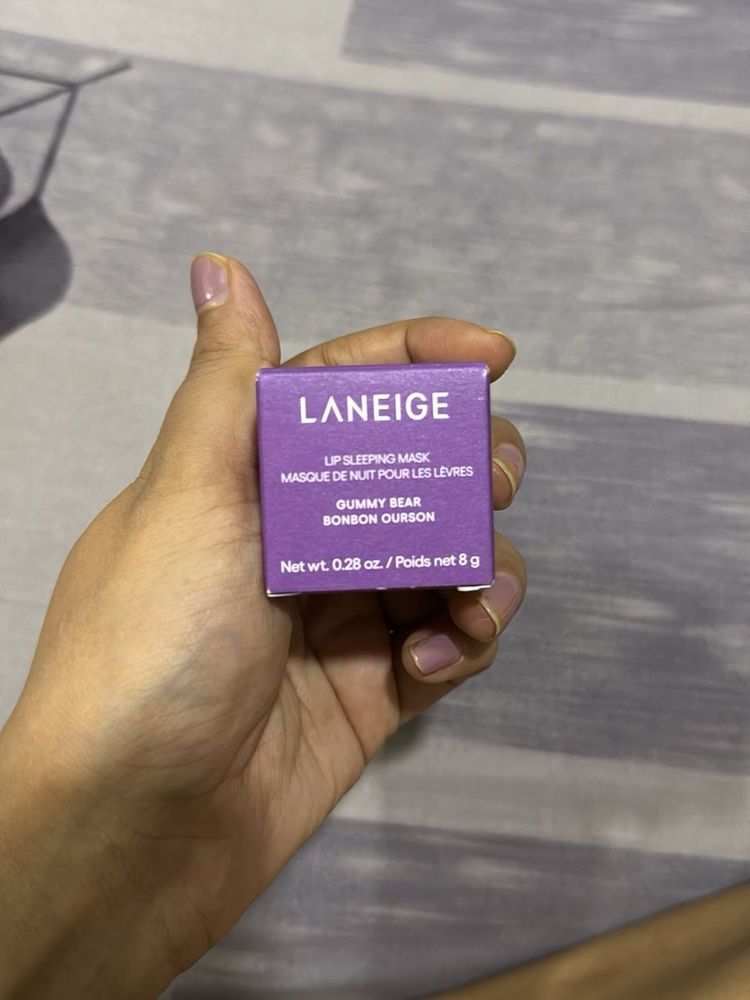 LANEIGE
LIP SLEEPING MASK
MASQUE DE NUIT POUR LES LÈVRES
GUMMY BEAR
BONBON OURSON
Net wt. 0.28 oz. / Poids net 8 g